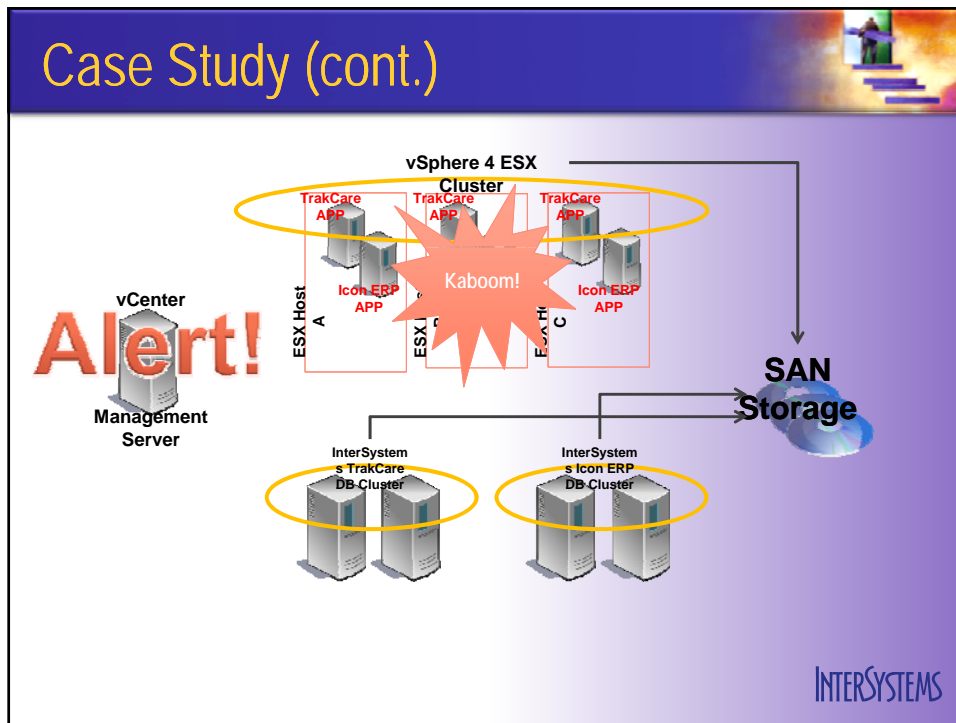 Case Study (cont.)
vSphere 4 ESX
Cluster
TrakCare
APP
TrakCare
APP
TrakCare
APP
Kaboom!
Icon ERP
APP
Icon ERP
APP
ESX Host
A
ESX
ESX
C
vCenter
Alert!
Management
Server
SAN
Storage
InterSystem
s TrakCare
DB Cluster
InterSystem
s Icon ERP
DB Cluster
INTERSYSTEMS